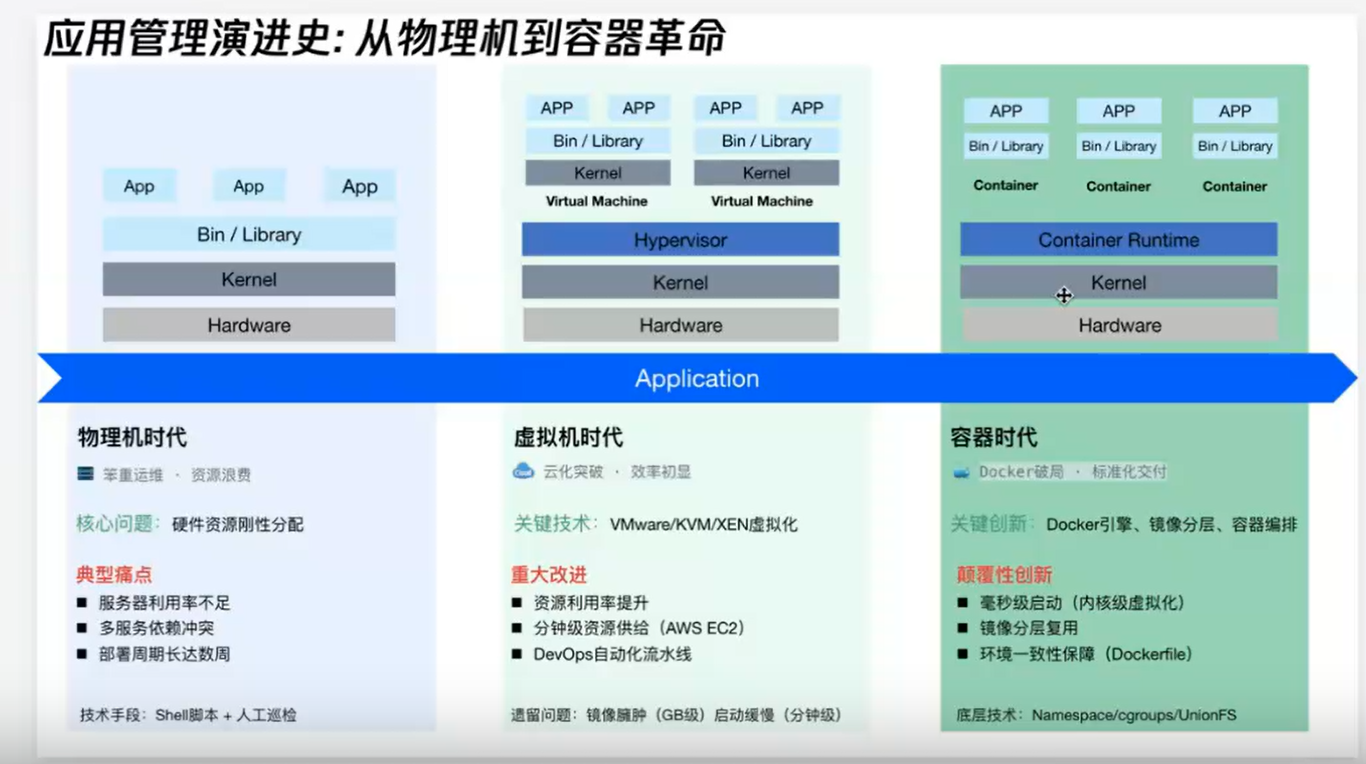 应用管理演进史: 从物理机到容器革命
App App App
Bin / Library
Kernel
Hardware
APP APP APP APP
Bin / Library Bin / Library
Kernel Kernel
Virtual Machine Virtual Machine
Hypervisor
Kernel
Hardware
APP APP APP
Bin / Library Bin / Library Bin / Library
Container Container Container
Container Runtime
Kernel
Hardware
Application
物理机时代
笨重运维 · 资源浪费
核心问题：硬件资源刚性分配
典型痛点
■ 服务器利用率不足
■ 多服务依赖冲突
■ 部署周期长达数周
技术手段：Shell脚本 + 人工巡检
虚拟机时代
Cloud 云化突破 · 效率初显
关键技术：VMware/KVM/XEN虚拟化
重大改进
■ 资源利用率提升
■ 分钟级资源供给（AWS EC2）
■ DevOps自动化流水线
遗留问题：镜像臃肿（GB级）启动缓慢（分钟级）
容器时代
Docker破局 · 标准化交付
关键创新：Docker引擎、镜像分层、容器编排
颠覆性创新
■ 毫秒级启动（内核级虚拟化）
■ 镜像分层复用
■ 环境一致性保障（Dockerfile）
底层技术：Namespace/cgroups/UnionFS